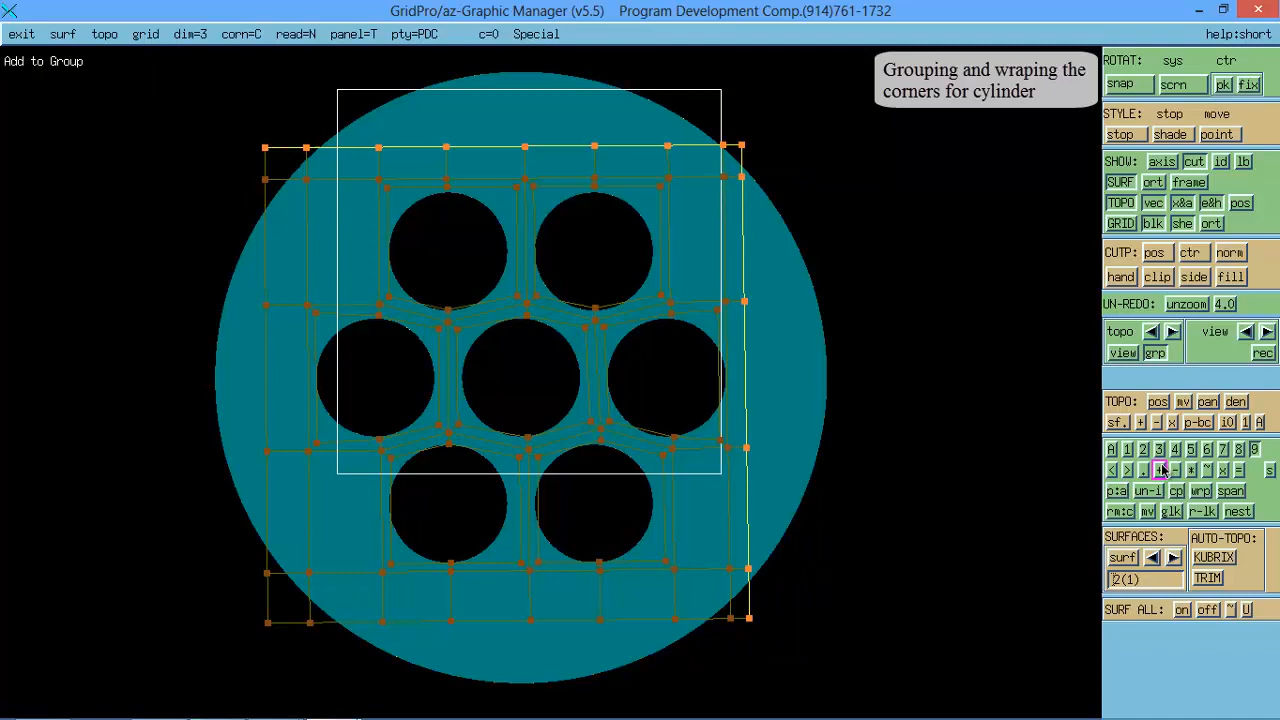 GridPro/az-Graphic Manager (v5.5) Program Development Comp.(914)761-1732
exit surf topo grid dim=3 corn=C read=N panel=T pty=PDC c=0 Special help:short
Add to Group
Grouping and wraping the
corners for cylinder
ROTAT: sys ctr
snap scrn pk fix
STYLE: stop move
stop shade point
SHOW: axis cut id lb
SURF ort frame
TOPO vec x&a e&h pos
GRID blk she ort
CUTP: pos ctr norm
hand clip side fill
UN-REDO: unzoom 4.0
topo view
view grp rec
TOPO: pos mv pan den
sf. + - x p-bc i0 1 A
A 1 2 3 4 5 6 7 8 9
< > . + - * ~ x = s
p:a un-i cp wrp span
rm:c mv glk r-lk nest
SURFACES: AUTO-TOPO:
surf KUBRIX
2(1) TRIM
SURF ALL: on off ~ U